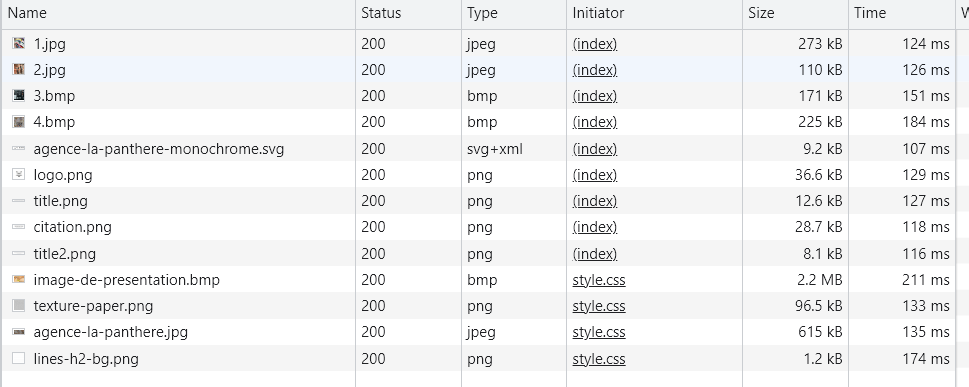 Name Status Type Initiator Size Time W
1.jpg 200 jpeg (index) 273 kB 124 ms
2.jpg 200 jpeg (index) 110 kB 126 ms
3.bmp 200 bmp (index) 171 kB 151 ms
4.bmp 200 bmp (index) 225 kB 184 ms
agence-la-panthere-monochrome.svg 200 svg+xml (index) 9.2 kB 107 ms
logo.png 200 png (index) 36.6 kB 129 ms
title.png 200 png (index) 12.6 kB 127 ms
citation.png 200 png (index) 28.7 kB 118 ms
title2.png 200 png (index) 8.1 kB 116 ms
image-de-presentation.bmp 200 bmp style.css 2.2 MB 211 ms
texture-paper.png 200 png style.css 96.5 kB 133 ms
agence-la-panthere.jpg 200 jpeg style.css 615 kB 135 ms
lines-h2-bg.png 200 png style.css 1.2 kB 174 ms